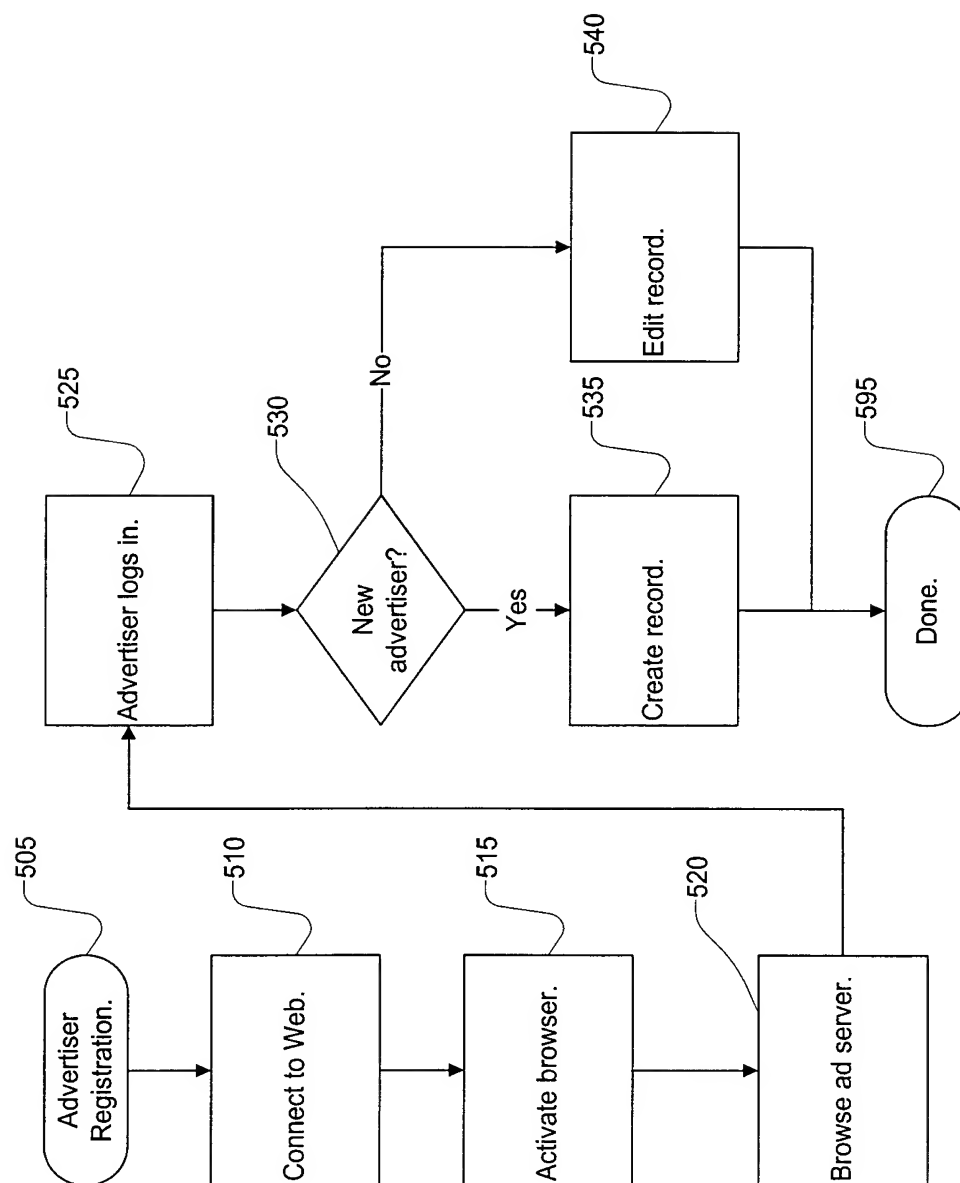 Advertiser
Registration.
505
Connect to Web.
510
Activate browser.
515
Browse ad server.
520
Advertiser logs in.
525
New
advertiser?
530
Yes
No
Create record.
535
Edit record.
540
Done.
595